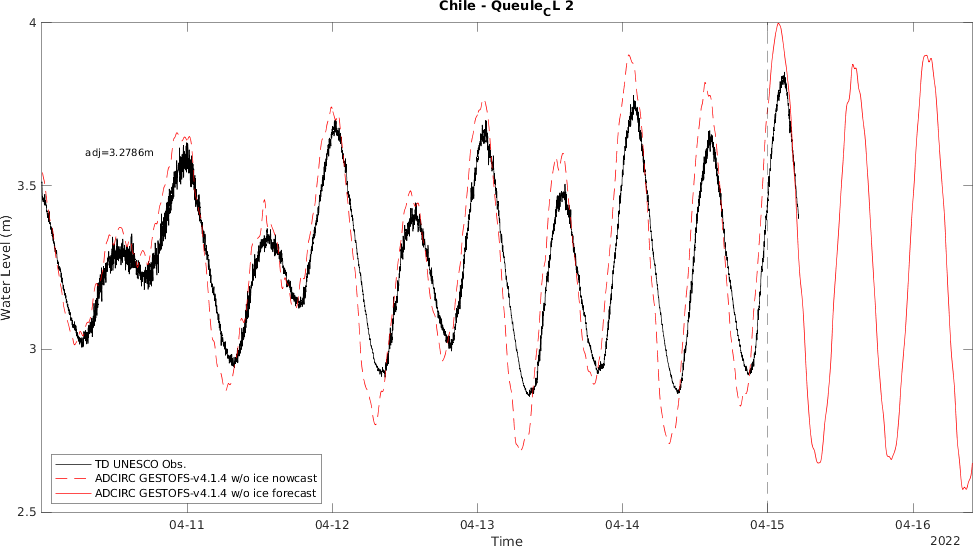 Chile - Queule_C L 2
4
adj=3.2786m
3.5
Water Level (m)
3
TD UNESCO Obs.
ADCIRC GESTOFS-v4.1.4 w/o ice nowcast
ADCIRC GESTOFS-v4.1.4 w/o ice forecast
2.5
04-11 04-12 04-13 04-14 04-15 04-16
Time
2022